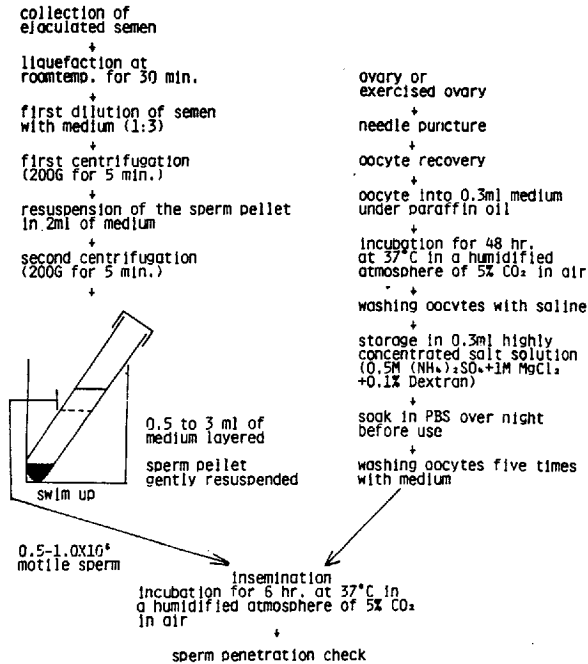 collection of
ejaculated semen
liquefaction at
roomtemp. for 30 min.
first dilution of semen
with medium (1:3)
first centrifugation
(200G for 5 min.)
resuspension of the sperm pellet
in 2ml of medium
second centrifugation
(200G for 5 min.)
0.5 to 3 ml of
medium layered
sperm pellet
gently resuspended
swim up
0.5-1.0X10⁶
motile sperm
ovary or
exercised ovary
needle puncture
oocyte recovery
oocyte into 0.3ml medium
under paraffin oil
incubation for 48 hr.
at 37°C in a humidified
atmosphere of 5% CO₂ in air
washing oocytes with saline
storage in 0.3ml highly
concentrated salt solution
(0.5M (NH₄)₂SO₄+1M MgCl₂
+0.1% Dextran)
soak in PBS over night
before use
washing oocytes five times
with medium
insemination
incubation for 6 hr. at 37°C in
a humidified atmosphere of 5% CO₂
in air
sperm penetration check